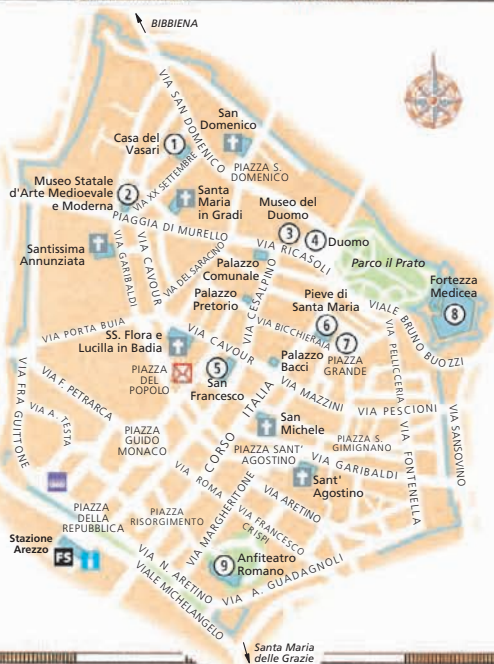 BIBBIENA
VIA SAN DOMENICO
San
Domenico
Casa del
Vasari
1
PIAZZA S.
DOMENICO
VIA XX SETTEMBRE
Museo Statale
d'Arte Medioevale
e Moderna
2
Santa
Maria
in Gradi
Museo del
Duomo
3
4
Duomo
PIAGGIA DI MURELLO
VIA RICASOLI
Parco il Prato
Santissima
Annunziata
VIA GARIBALDI
VIA CAVOUR
VIA DEL SARACINO
Palazzo
Comunale
VIA CESALPINO
Fortezza
Medicea
8
Palazzo
Pretorio
Pieve di
Santa Maria
6
7
VIALE BRUNO BUOZZI
VIA PORTA BUIA
SS. Flora e
Lucilla in Badia
VIA CAVOUR
VIA BICCHIERAIA
PIAZZA
GRANDE
VIA PELLICCERIA
Palazzo
Bacci
PIAZZA
DEL
POPOLO
5
San
Francesco
VIA MAZZINI
VIA PESCIONI
VIA FRA GUITTONE
VIA F. PETRARCA
VIA A. TESTA
CORSO ITALIA
San
Michele
VIA SANSOVINO
PIAZZA
GUIDO
MONACO
PIAZZA SANT'
AGOSTINO
PIAZZA S.
GIMIGNANO
VIA GARIBALDI
VIA FONTENELLA
VIA ROMA
Sant'
Agostino
VIA ARETINO
VIA MARGHERITONE
PIAZZA
DELLA
REPUBBLICA
PIAZZA
RISORGIMENTO
VIA FRANCESCO
CRISPI
Stazione
Arezzo
FS
i
9
Anfiteatro
Romano
VIA N. ARETINO
VIA A. GUADAGNOLI
VIALE MICHELANGELO
Santa Maria
delle Grazie